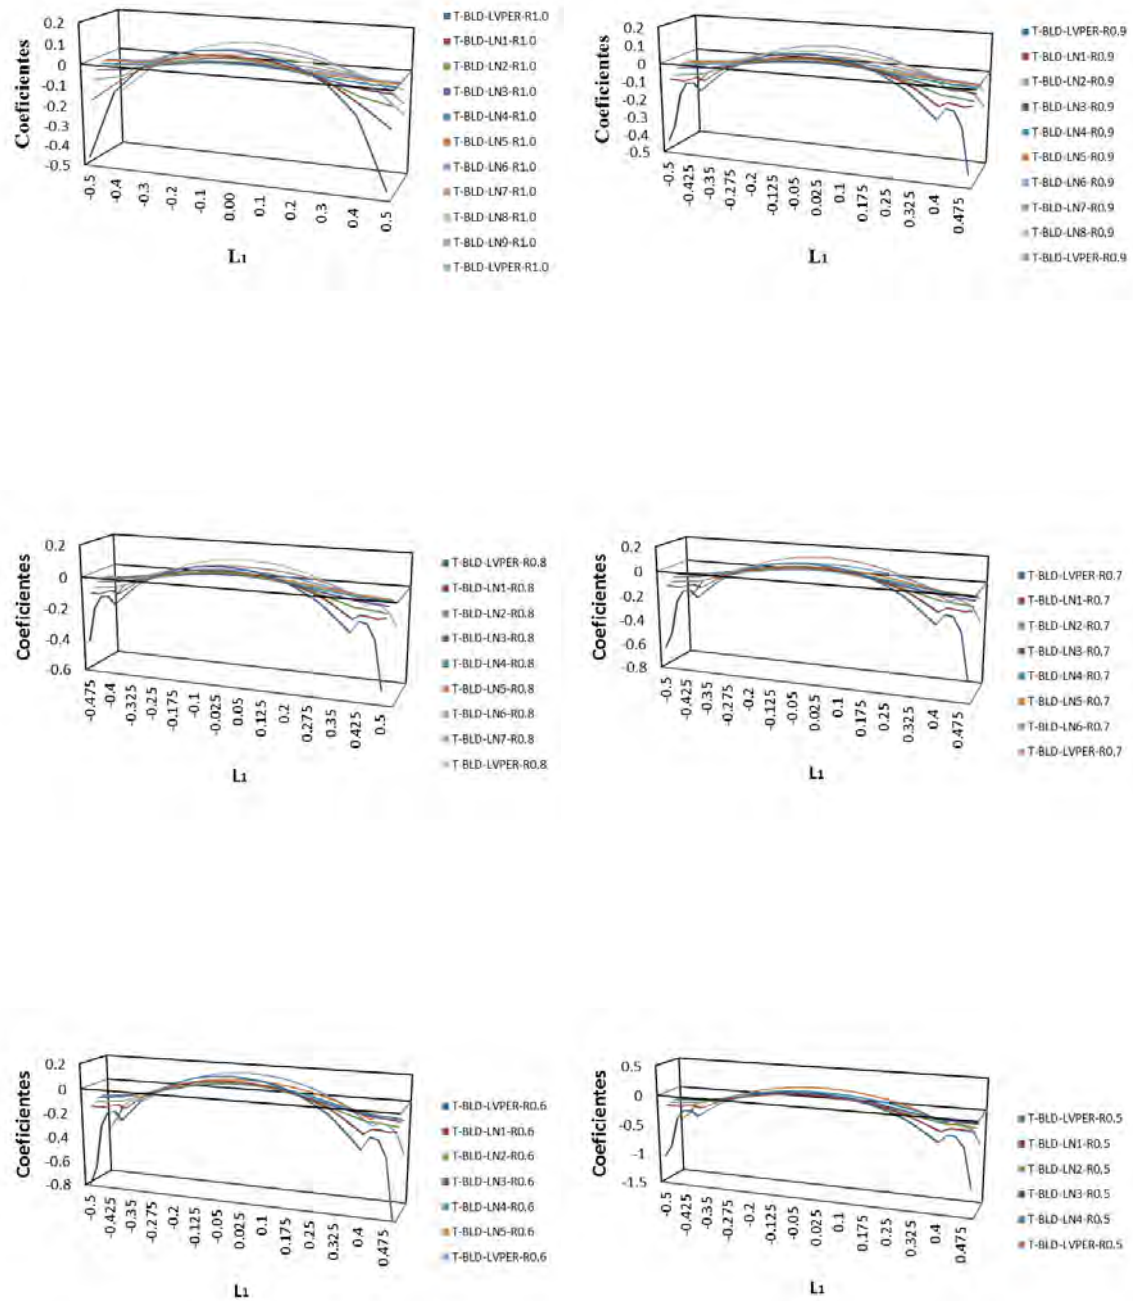 0.2
0.1
0
-0.1
-0.2
-0.3
-0.4
-0.5
Coeficientes
-0.5
-0.4
-0.3
-0.2
-0.1
0.00
0.1
0.2
0.3
0.4
0.5
L1
T-BLD-LVPER-R1.0
T-BLD-LN1-R1.0
T-BLD-LN2-R1.0
T-BLD-LN3-R1.0
T-BLD-LN4-R1.0
T-BLD-LN5-R1.0
T-BLD-LN6-R1.0
T-BLD-LN7-R1.0
T-BLD-LN8-R1.0
T-BLD-LN9-R1.0
T-BLD-LVPER-R1.0
0.2
0.1
0
-0.1
-0.2
-0.3
-0.4
-0.5
Coeficientes
-0.5
-0.425
-0.35
-0.275
-0.2
-0.125
-0.05
0.025
0.1
0.175
0.25
0.325
0.4
0.475
L1
T-BLD-LVPER-R0.9
T-BLD-LN1-R0.9
T-BLD-LN2-R0.9
T-BLD-LN3-R0.9
T-BLD-LN4-R0.9
T-BLD-LN5-R0.9
T-BLD-LN6-R0.9
T-BLD-LN7-R0.9
T-BLD-LN8-R0.9
T-BLD-LVPER-R0.9
0.2
0
-0.2
-0.4
-0.6
Coeficientes
-0.475
-0.4
-0.325
-0.25
-0.175
-0.1
-0.025
0.05
0.125
0.2
0.275
0.35
0.425
0.5
L1
T-BLD-LVPER-R0.8
T-BLD-LN1-R0.8
T-BLD-LN2-R0.8
T-BLD-LN3-R0.8
T-BLD-LN4-R0.8
T-BLD-LN5-R0.8
T-BLD-LN6-R0.8
T-BLD-LN7-R0.8
T-BLD-LVPER-R0.8
0.2
0
-0.2
-0.4
-0.6
-0.8
Coeficientes
-0.5
-0.425
-0.35
-0.275
-0.2
-0.125
-0.05
0.025
0.1
0.175
0.25
0.325
0.4
0.475
L1
T-BLD-LVPER-R0.7
T-BLD-LN1-R0.7
T-BLD-LN2-R0.7
T-BLD-LN3-R0.7
T-BLD-LN4-R0.7
T-BLD-LN5-R0.7
T-BLD-LN6-R0.7
T-BLD-LVPER-R0.7
0.2
0
-0.2
-0.4
-0.6
-0.8
Coeficientes
-0.5
-0.425
-0.35
-0.275
-0.2
-0.125
-0.05
0.025
0.1
0.175
0.25
0.325
0.4
0.475
L1
T-BLD-LVPER-R0.6
T-BLD-LN1-R0.6
T-BLD-LN2-R0.6
T-BLD-LN3-R0.6
T-BLD-LN4-R0.6
T-BLD-LN5-R0.6
T-BLD-LVPER-R0.6
0.5
0
-0.5
-1
-1.5
Coeficientes
-0.5
-0.425
-0.35
-0.275
-0.2
-0.125
-0.05
0.025
0.1
0.175
0.25
0.325
0.4
0.475
L1
T-BLD-LVPER-R0.5
T-BLD-LN1-R0.5
T-BLD-LN2-R0.5
T-BLD-LN3-R0.5
T-BLD-LN4-R0.5
T-BLD-LVPER-R0.5